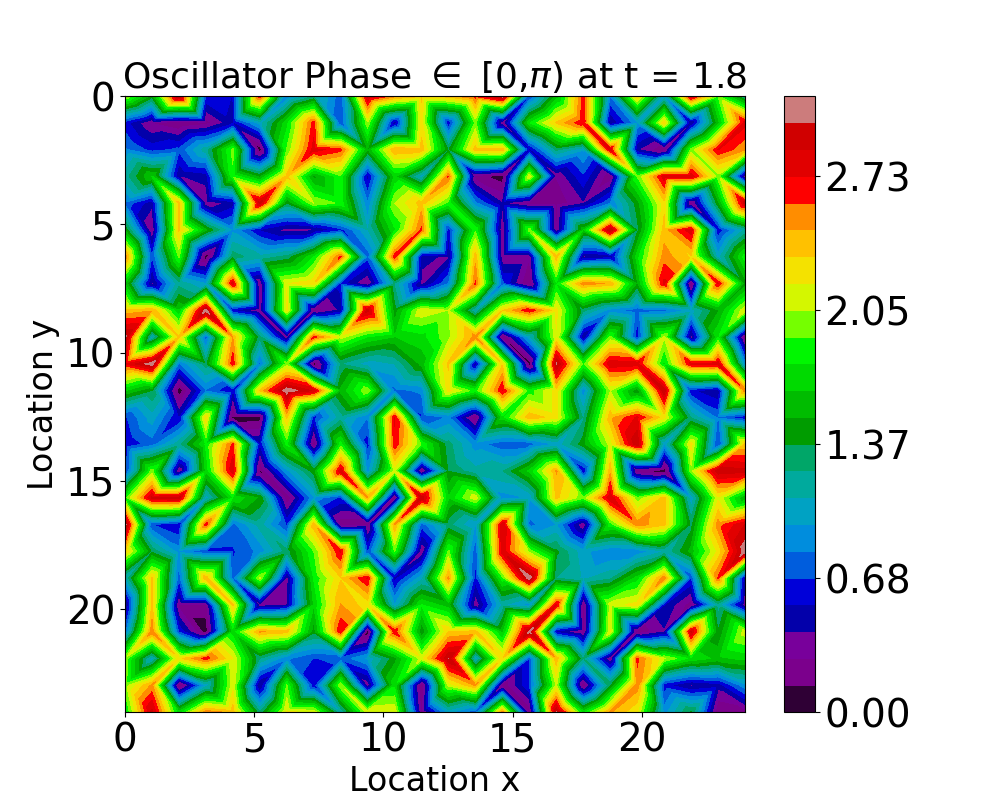 Oscillator Phase ∈ [0,π) at t = 1.8
0
5
10
15
20
Location y
0 5 10 15 20
Location x
2.73
2.05
1.37
0.68
0.00